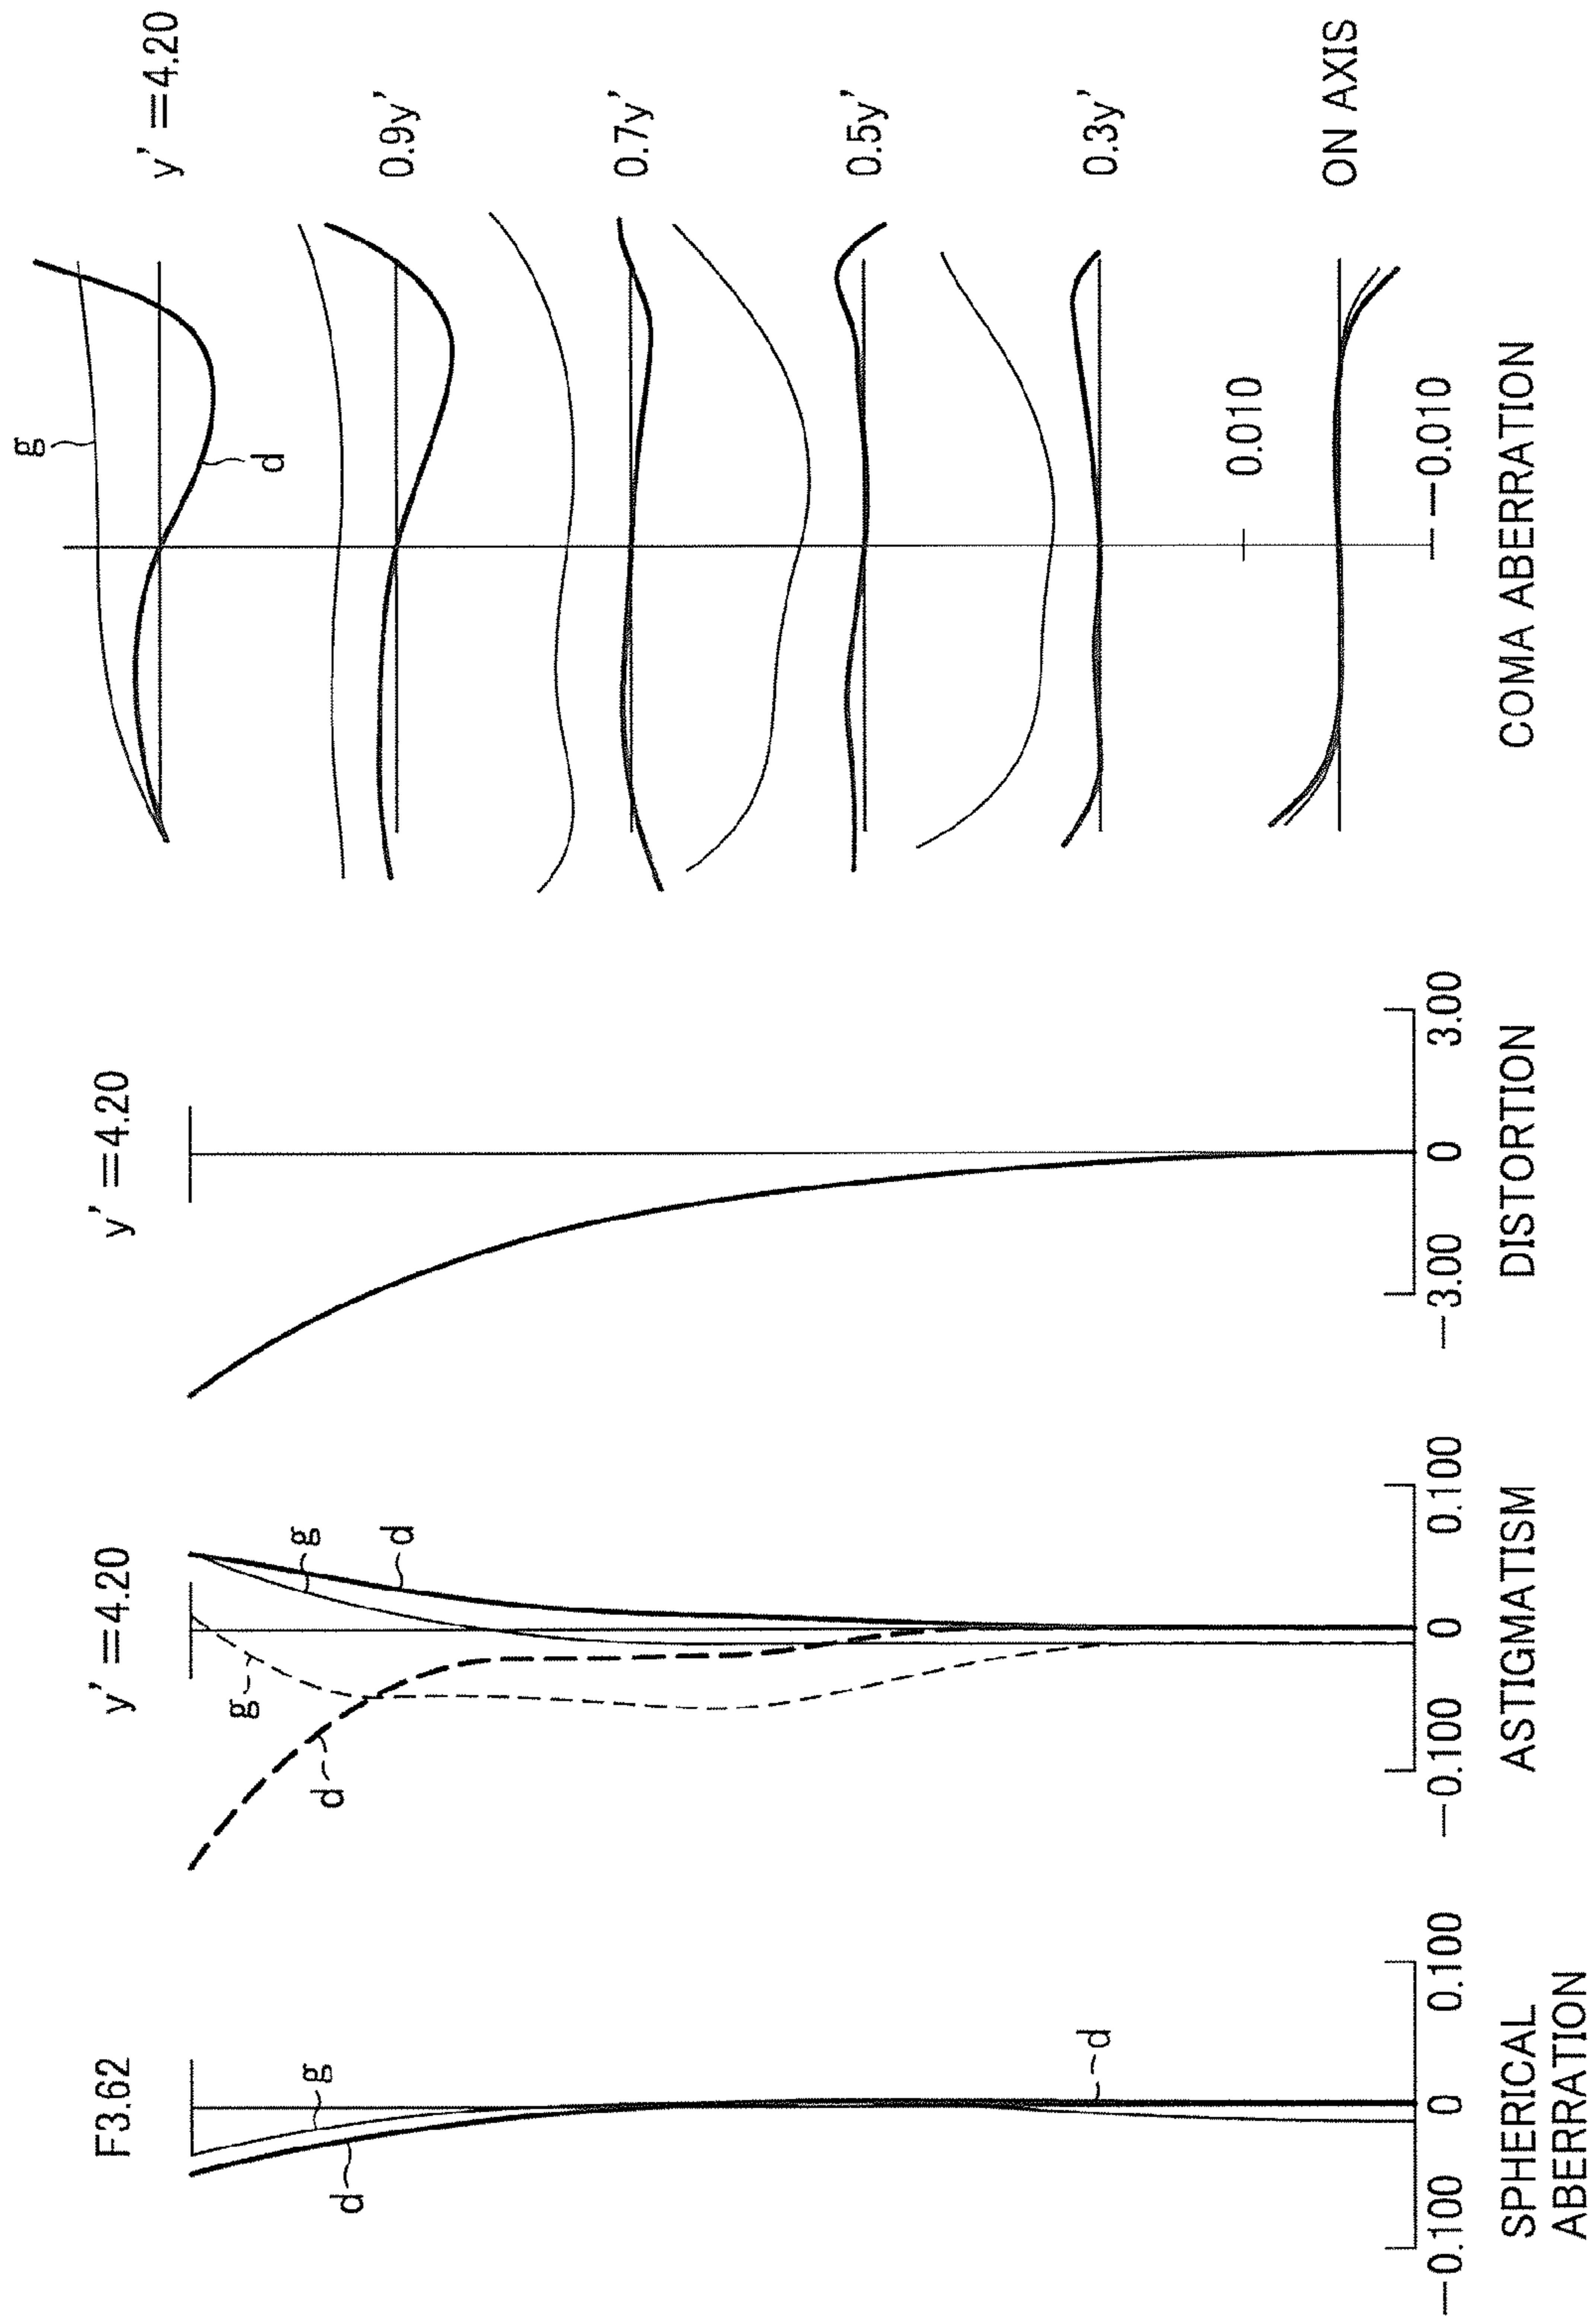 F3.62
g
d
d
—0.100
0
0.100
SPHERICAL
ABERRATION
y' =4.20
g
d
g
d
—0.100
0
0.100
ASTIGMATISM
y' =4.20
—3.00
0
3.00
DISTORTION
g
d
y' =4.20
0.9y'
0.7y'
0.5y'
0.3y'
0.010
ON AXIS
—0.010
COMA ABERRATION